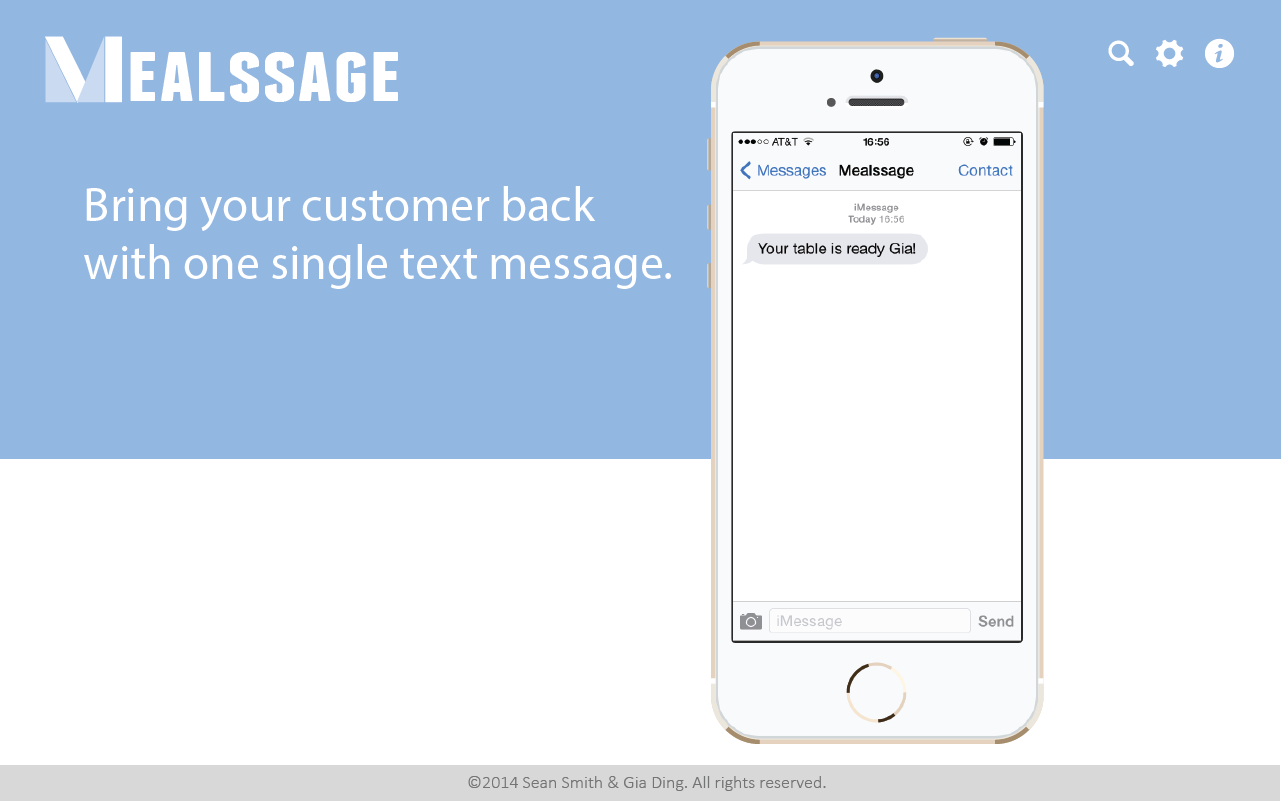 MEALSSAGE
Bring your customer back
with one single text message.
AT&T 16:56
Messages Mealssage Contact
iMessage
Today 16:56
Your table is ready Gia!
iMessage Send
©2014 Sean Smith & Gia Ding. All rights reserved.